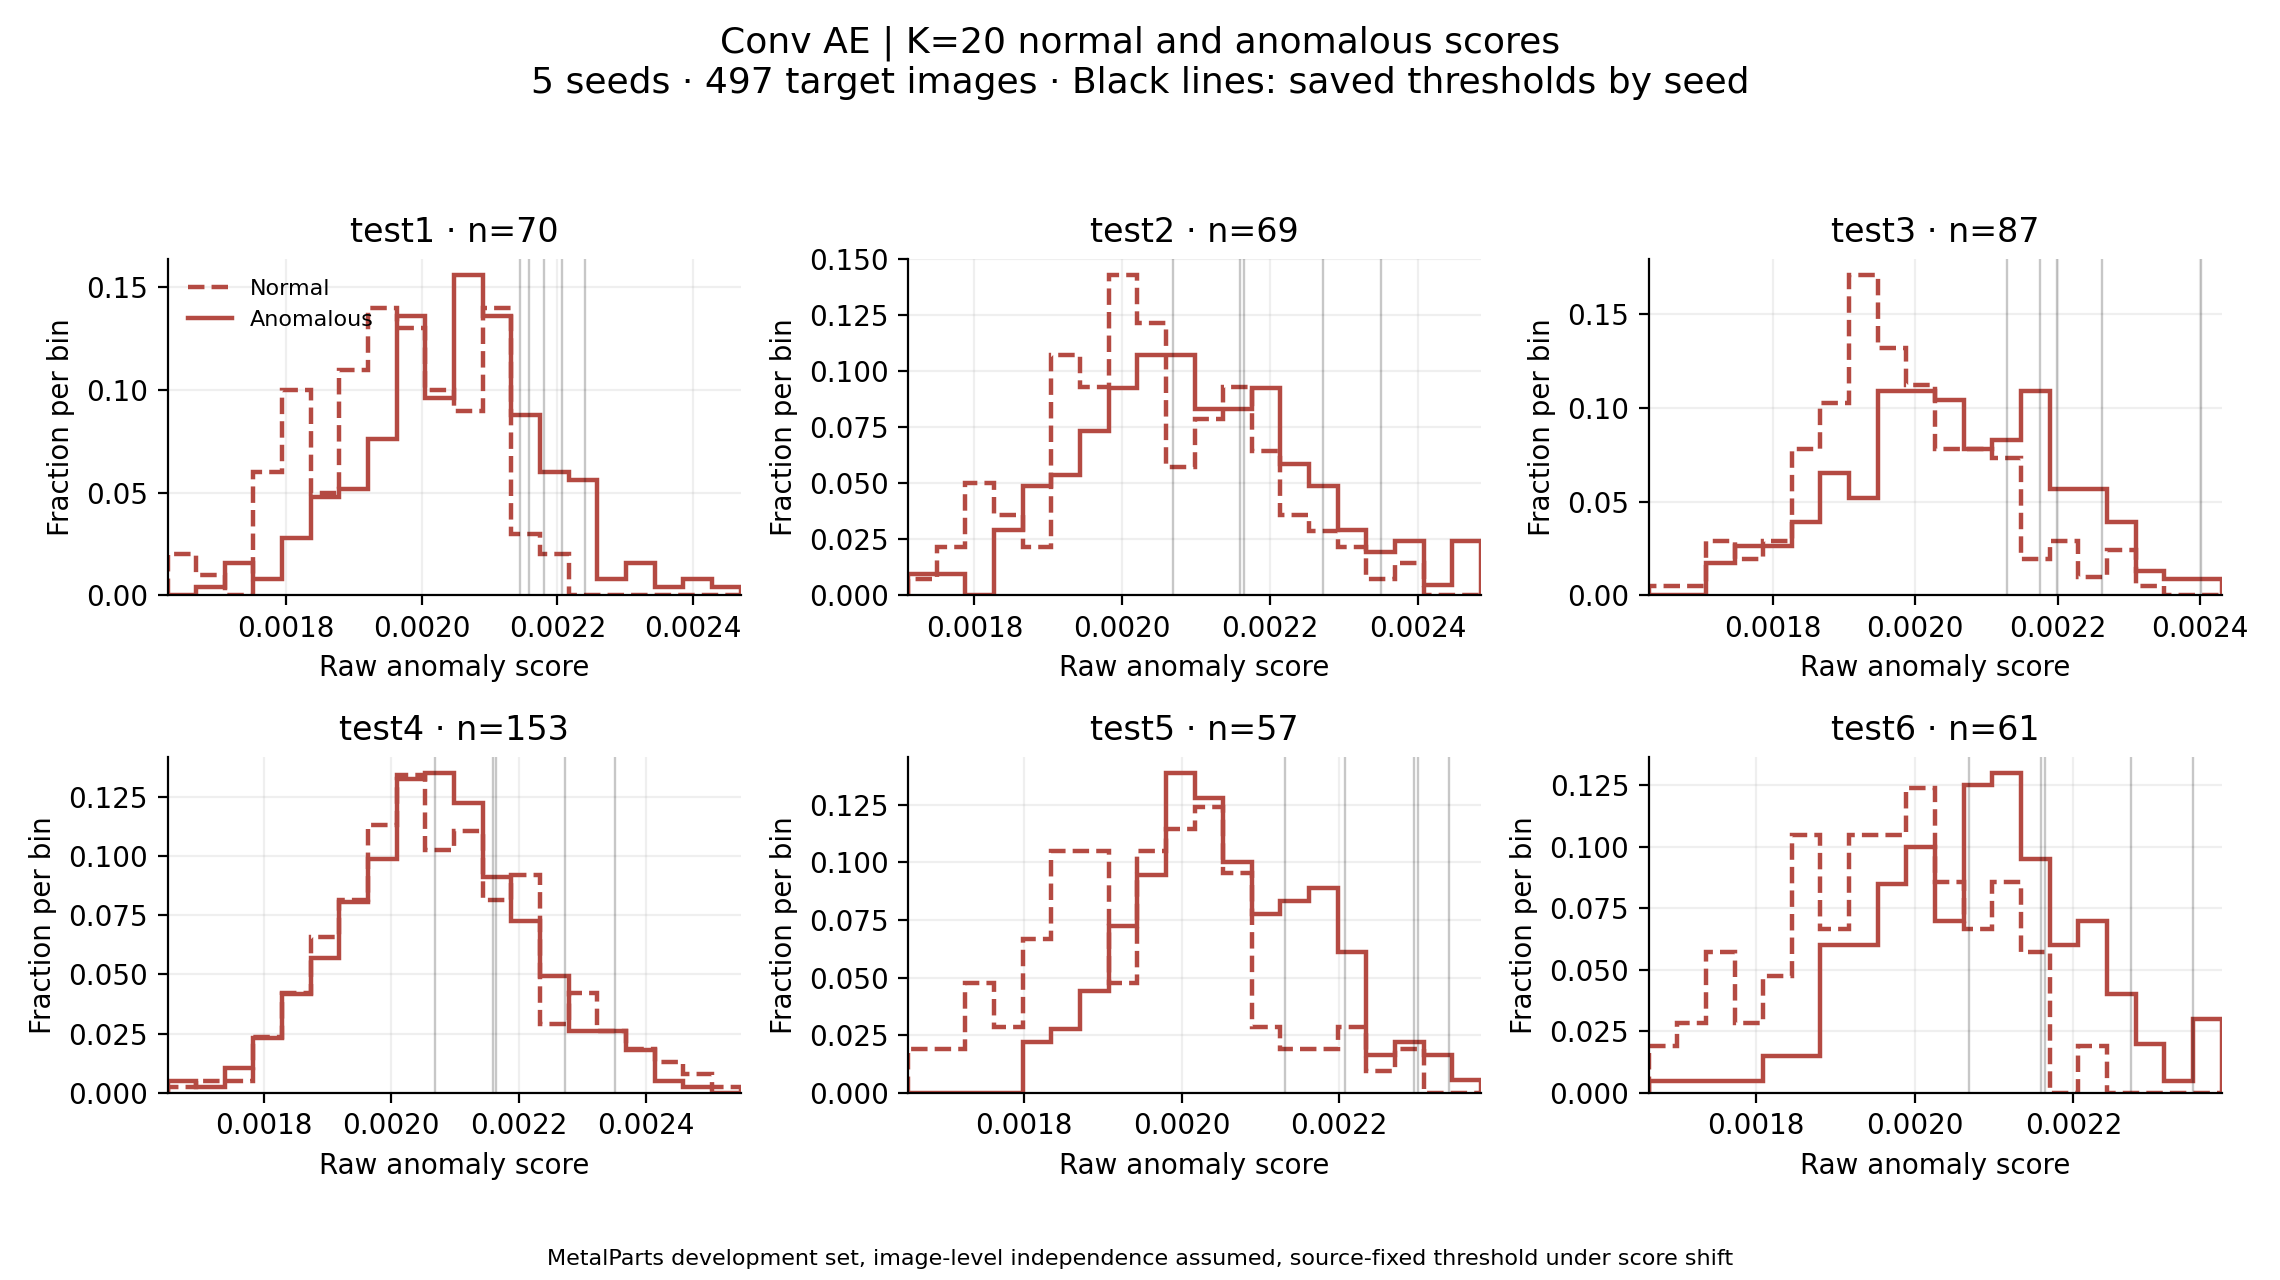 Conv AE | K=20 normal and anomalous scores
5 seeds · 497 target images · Black lines: saved thresholds by seed
test1 · n=70
Fraction per bin
0.15
0.10
0.05
0.00
Normal
Anomalous
0.0018 0.0020 0.0022 0.0024
Raw anomaly score
test2 · n=69
Fraction per bin
0.150
0.125
0.100
0.075
0.050
0.025
0.000
0.0018 0.0020 0.0022 0.0024
Raw anomaly score
test3 · n=87
Fraction per bin
0.15
0.10
0.05
0.00
0.0018 0.0020 0.0022 0.0024
Raw anomaly score
test4 · n=153
Fraction per bin
0.125
0.100
0.075
0.050
0.025
0.000
0.0018 0.0020 0.0022 0.0024
Raw anomaly score
test5 · n=57
Fraction per bin
0.125
0.100
0.075
0.050
0.025
0.000
0.0018 0.0020 0.0022
Raw anomaly score
test6 · n=61
Fraction per bin
0.125
0.100
0.075
0.050
0.025
0.000
0.0018 0.0020 0.0022
Raw anomaly score
MetalParts development set, image-level independence assumed, source-fixed threshold under score shift